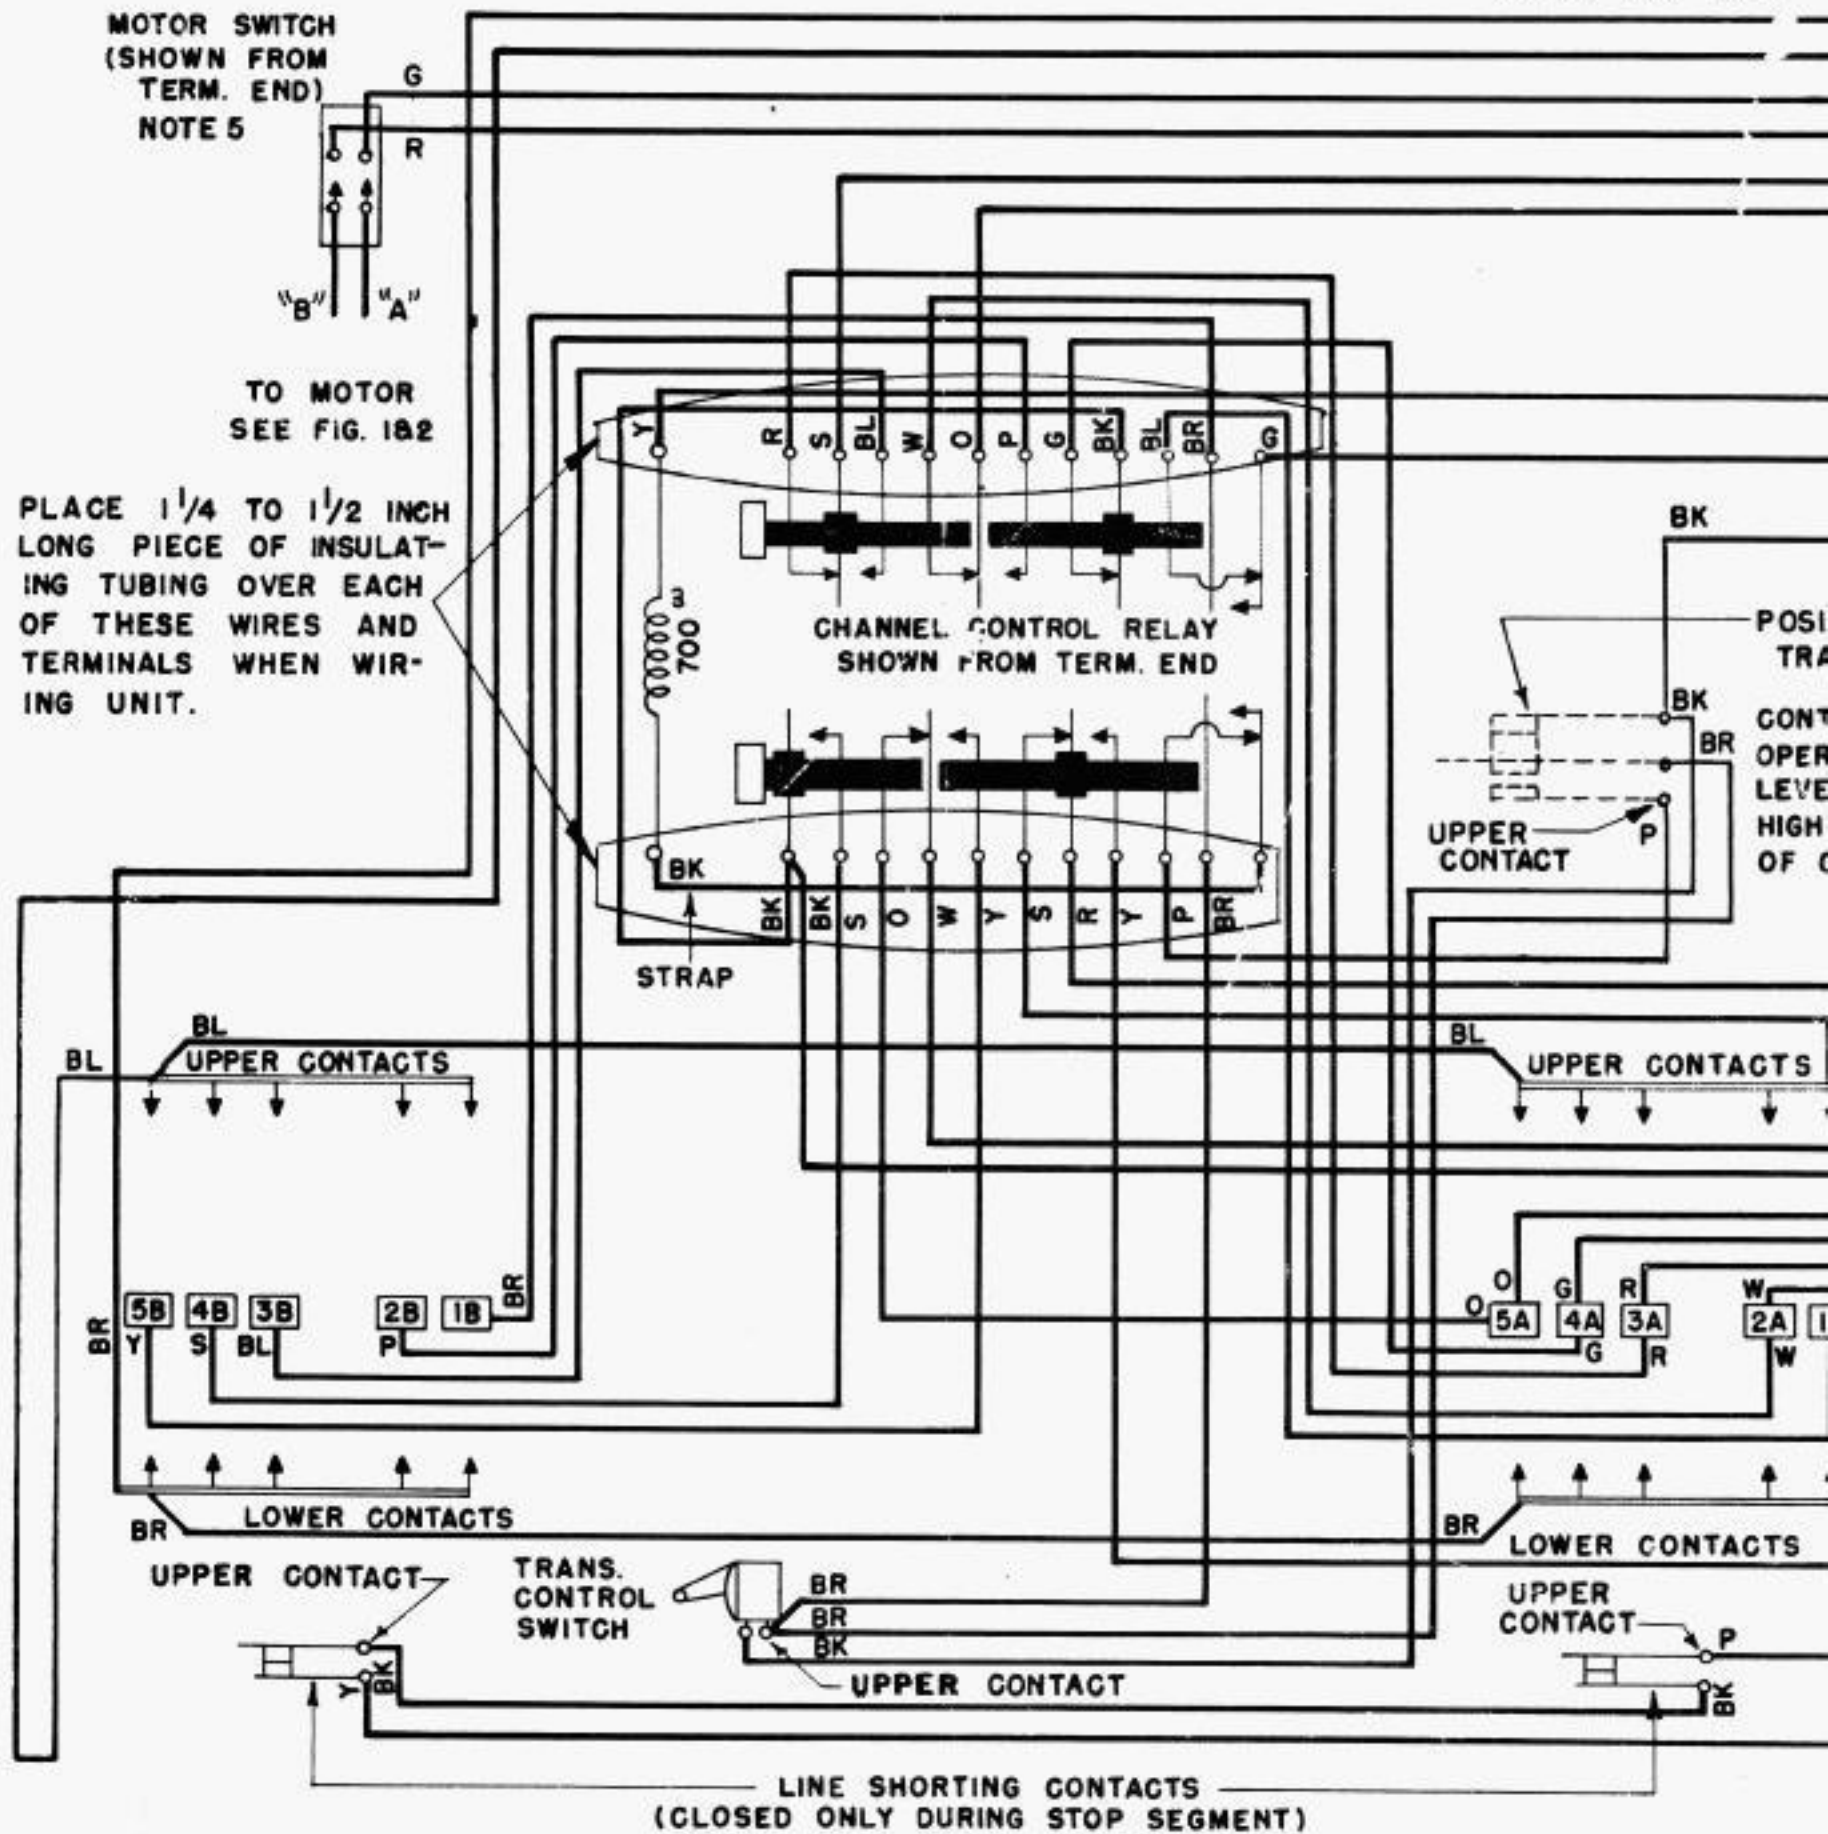 MOTOR SWITCH
(SHOWN FROM
TERM. END)
NOTE 5
G
R
"B" "A"
TO MOTOR
SEE FIG. 1&2
PLACE 1 1/4 TO 1 1/2 INCH
LONG PIECE OF INSULAT-
ING TUBING OVER EACH
OF THESE WIRES AND
TERMINALS WHEN WIR-
ING UNIT.
Y R S BL W O P G BK BL BR G
700 ω
CHANNEL CONTROL RELAY
SHOWN FROM TERM. END
BK
BK BK S O W Y S R Y P BR
STRAP
BK
BK
BR
P
UPPER
CONTACT
HIGH
BL
BL
UPPER CONTACTS
BL
UPPER CONTACTS
5B 4B 3B 2B 1B BR
BR Y S BL P
O G R W
O 5A 4A 3A 2A
G R W
LOWER CONTACTS
BR
BR
LOWER CONTACTS
UPPER CONTACT
Y BK
TRANS.
CONTROL
SWITCH
BR
BR
BK
UPPER CONTACT
UPPER
CONTACT
P
BK
LINE SHORTING CONTACTS
(CLOSED ONLY DURING STOP SEGMENT)